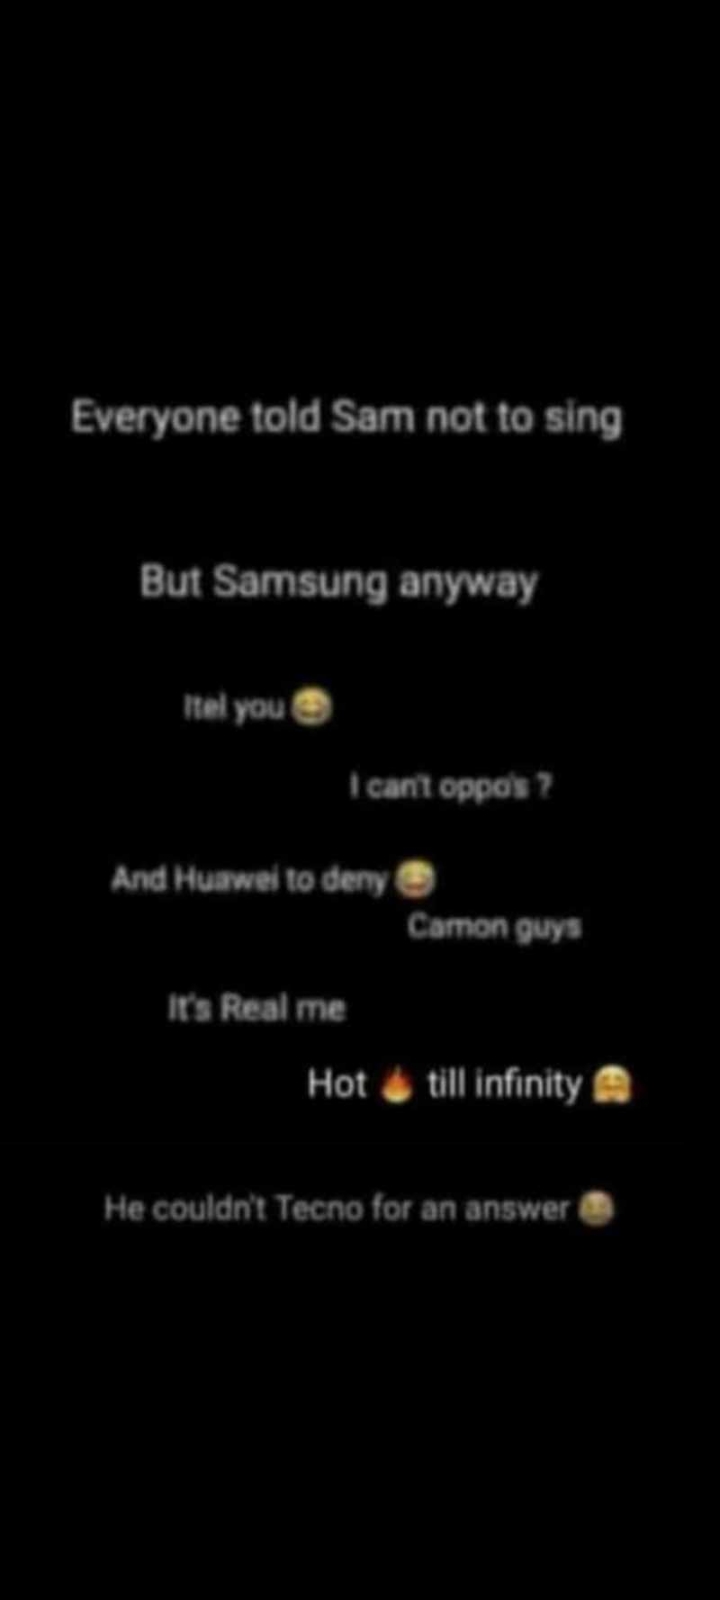 Everyone told Sam not to sing
But Samsung anyway
Itel you 😂
I can't oppo's ?
And Huawei to deny 😂
Camon guys
It's Real me
Hot 🔥 till infinity 🤗
He couldn't Tecno for an answer 😂